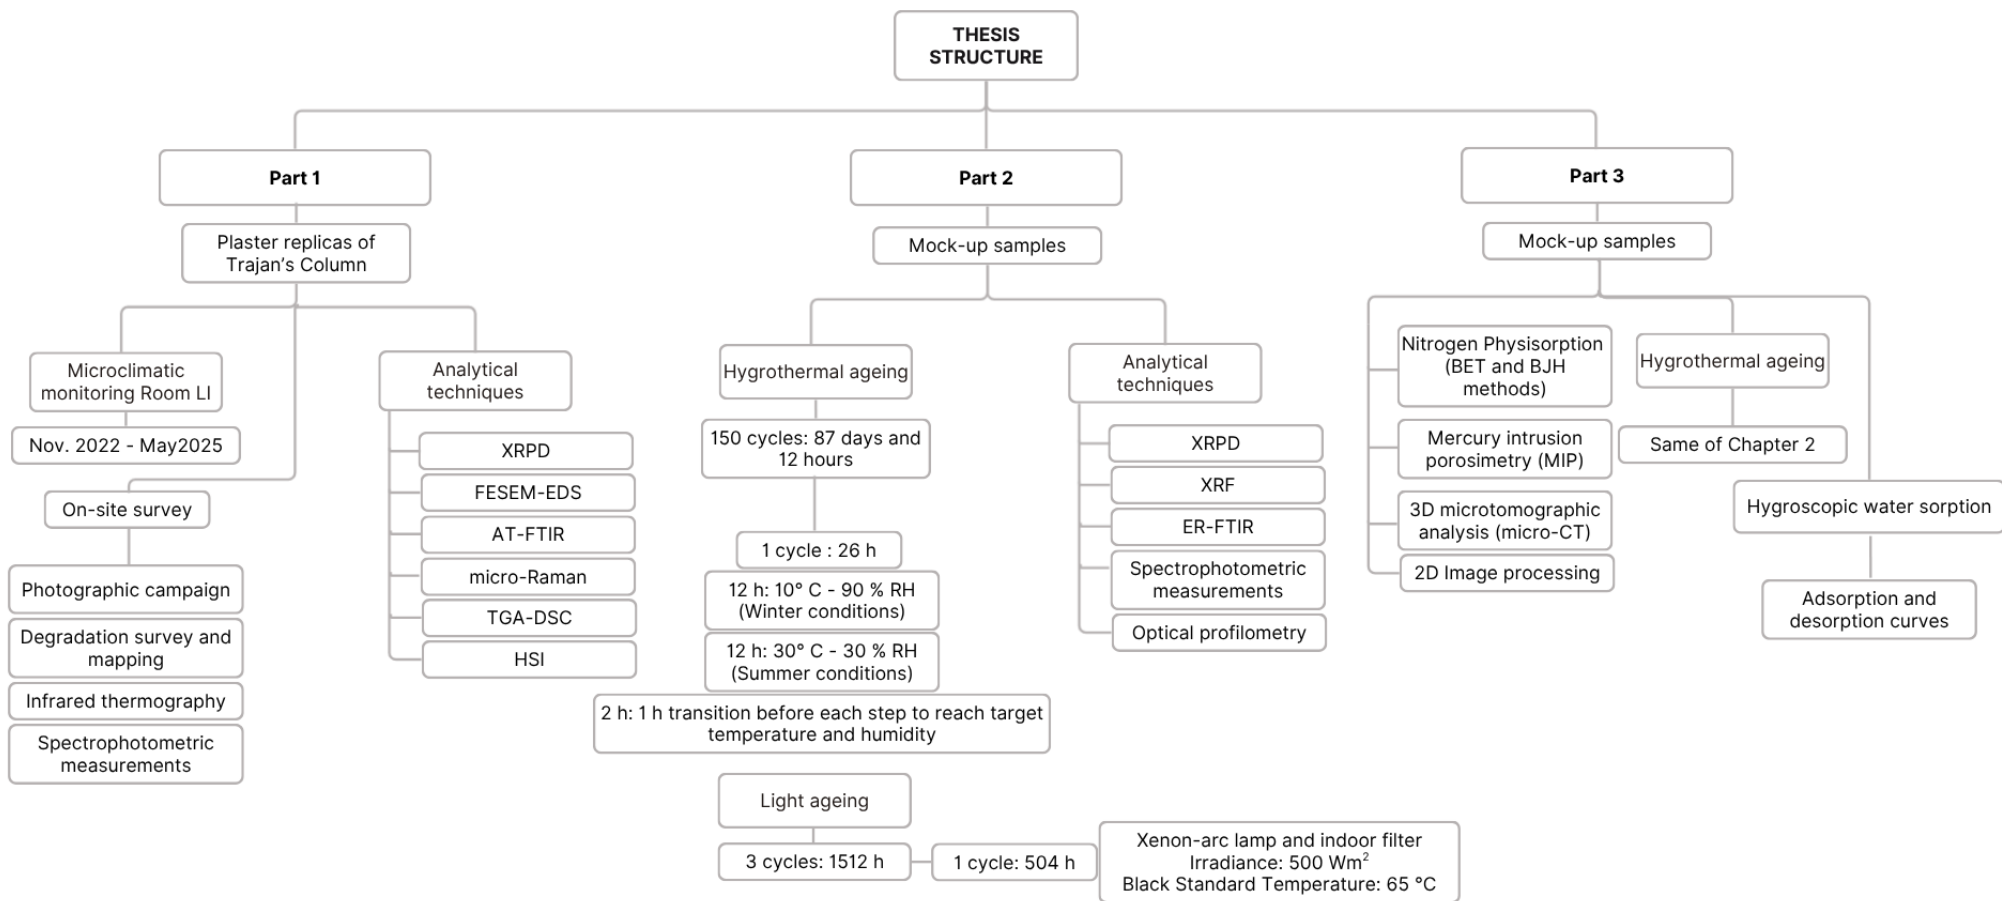 THESIS
STRUCTURE
Part 1
Plaster replicas of
Trajan's Column
Microclimatic
monitoring Room LI
Nov. 2022 - May2025
On-site survey
Photographic campaign
Degradation survey and
mapping
Infrared thermography
Spectrophotometric
measurements
Analytical
techniques
XRPD
FESEM-EDS
AT-FTIR
micro-Raman
TGA-DSC
HSI
Part 2
Mock-up samples
Hygrothermal ageing
150 cycles: 87 days and
12 hours
1 cycle : 26 h
12 h: 10° C - 90 % RH
(Winter conditions)
12 h: 30° C - 30 % RH
(Summer conditions)
2 h: 1 h transition before each step to reach target
temperature and humidity
Light ageing
3 cycles: 1512 h
1 cycle: 504 h
Xenon-arc lamp and indoor filter
Irradiance: 500 Wm²
Black Standard Temperature: 65 °C
Analytical
techniques
XRPD
XRF
ER-FTIR
Spectrophotometric
measurements
Optical profilometry
Part 3
Mock-up samples
Nitrogen Physisorption
(BET and BJH
methods)
Mercury intrusion
porosimetry (MIP)
3D microtomographic
analysis (micro-CT)
2D Image processing
Hygrothermal ageing
Same of Chapter 2
Hygroscopic water sorption
Adsorption and
desorption curves